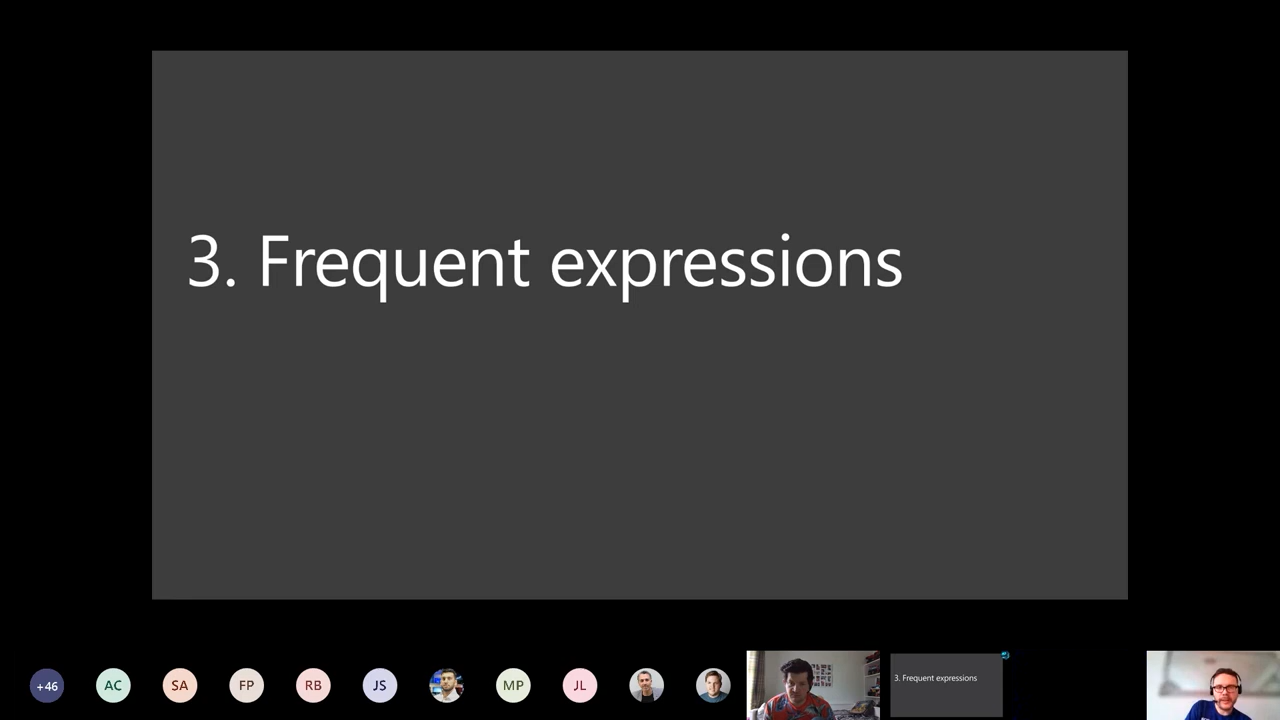 3. Frequent expressions
+46
AC
SA
FP
RB
JS
MP
JL
3. Frequent expressions